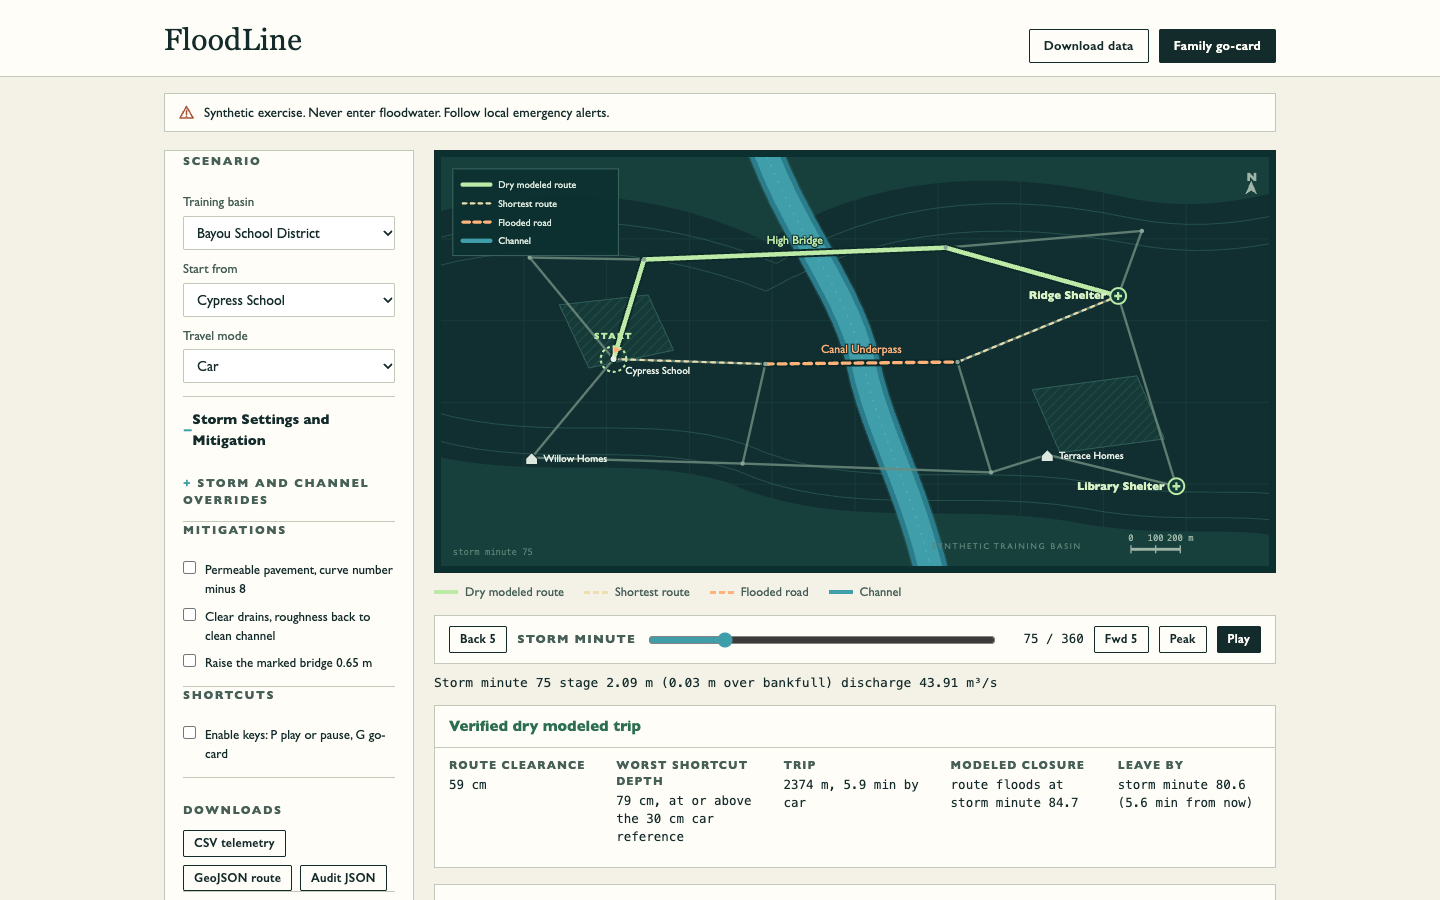 FloodLine
Download data
Family go-card
Synthetic exercise. Never enter floodwater. Follow local emergency alerts.
SCENARIO
Training basin
Bayou School District
Start from
Cypress School
Travel mode
Car
Storm Settings and
Mitigation
+ STORM AND CHANNEL
OVERRIDES
MITIGATIONS
Permeable pavement, curve number
minus 8
Clear drains, roughness back to
clean channel
Raise the marked bridge 0.65 m
SHORTCUTS
Enable keys: P play or pause, G go-
card
DOWNLOADS
CSV telemetry
GeoJSON route
Audit JSON
Dry modeled route
Shortest route
Flooded road
Channel
N
High Bridge
Ridge Shelter
START
Canal Underpass
Cypress School
Willow Homes
Terrace Homes
Library Shelter
storm minute 75
NTHETIC TRAINING BASIN
0 100 200 m
Dry modeled route
Shortest route
Flooded road
Channel
Back 5
STORM MINUTE
75 / 360
Fwd 5
Peak
Play
Storm minute 75 stage 2.09 m (0.03 m over bankfull) discharge 43.91 m³/s
Verified dry modeled trip
ROUTE CLEARANCE
59 cm
WORST SHORTCUT
DEPTH
79 cm, at or above
the 30 cm car
reference
TRIP
2374 m, 5.9 min by
car
MODELED CLOSURE
route floods at
storm minute 84.7
LEAVE BY
storm minute 80.6
(5.6 min from now)